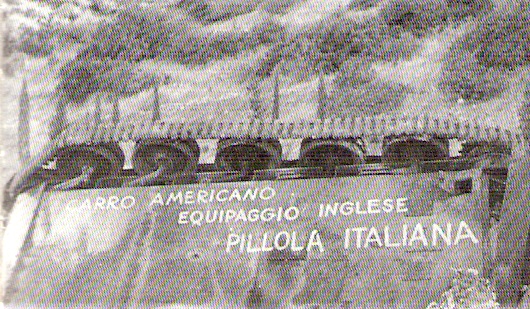 CARRO AMERICANO
EQUIPAGGIO INGLESE
PILLOLA ITALIANA